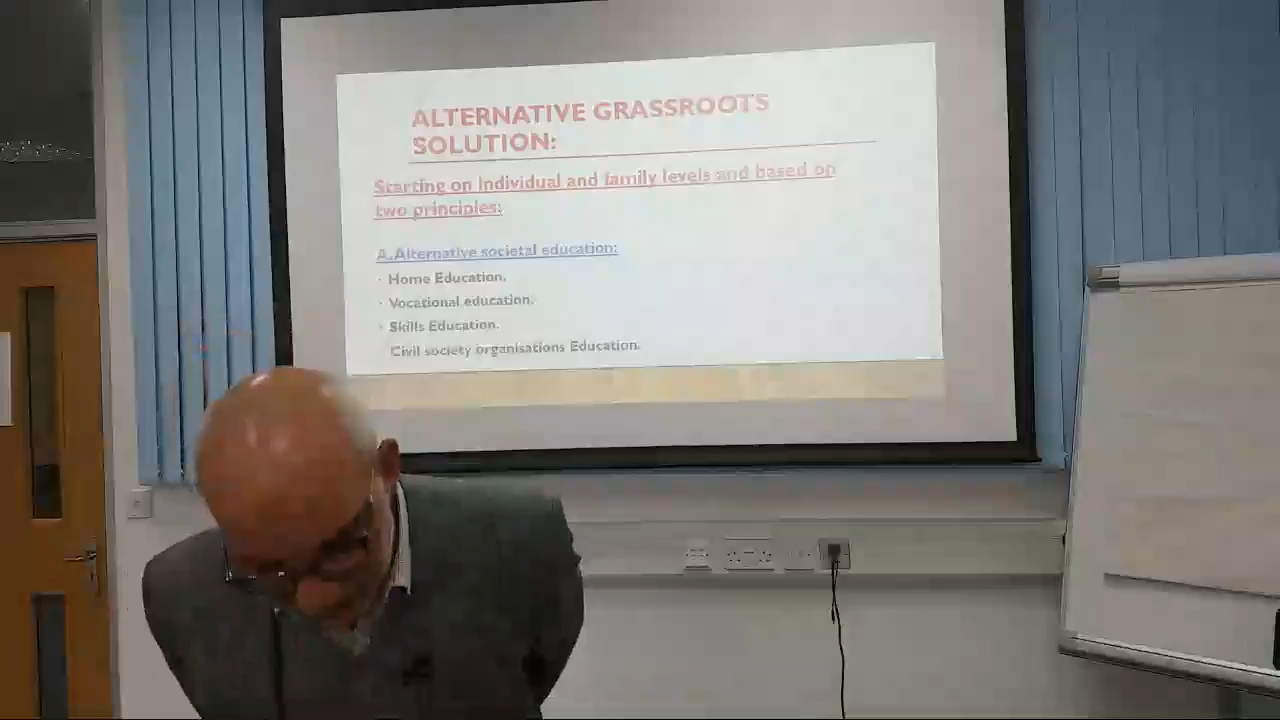 ALTERNATIVE GRASSROOTS
SOLUTION:
Starting on individual and family levels and based on
two principles:
A.Alternative societal education:
· Home Education.
· Vocational education.
· Skills Education.
Civil society organisations Education.